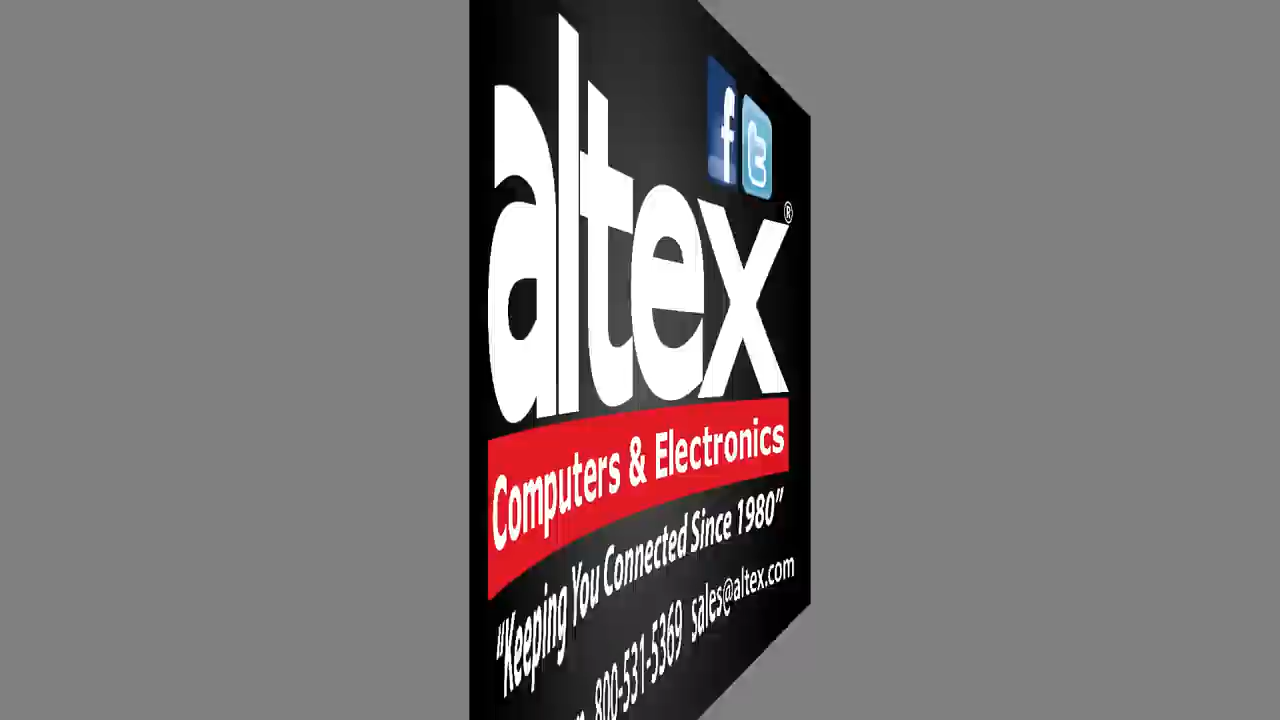 altex®
Computers & Electronics
"Keeping You Connected Since 1980"
800-531-5369 sales@altex.com